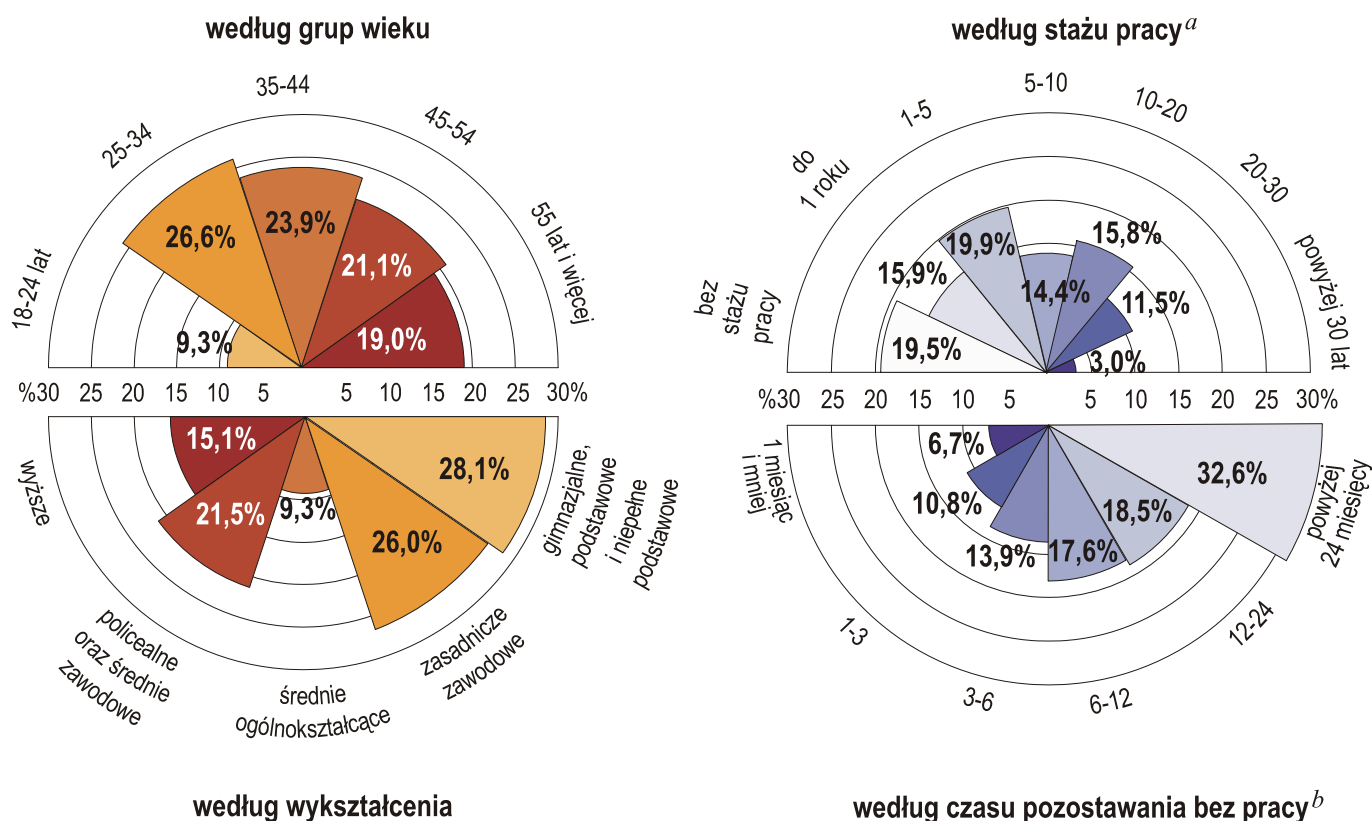 według grup wieku
18-24 lat
25-34
35-44
45-54
55 lat i więcej
9,3%
26,6%
23,9%
21,1%
19,0%
%30 25 20 15 10 5 5 10 15 20 25 30%
15,1%
21,5%
9,3%
26,0%
28,1%
wyższe
policealne
oraz średnie
zawodowe
średnie
ogólnokształcące
zasadnicze
zawodowe
gimnazjalne,
podstawowe
i niepełne
podstawowe
według wykształcenia
według stażu pracy a
bez
stażu
pracy
do
1 roku
1-5
5-10
10-20
20-30
powyżej 30 lat
19,5%
15,9%
19,9%
14,4%
15,8%
11,5%
3,0%
%30 25 20 15 10 5 5 10 15 20 25 30%
6,7%
10,8%
13,9%
17,6%
18,5%
32,6%
1 miesiąc
i mniej
1-3
3-6
6-12
12-24
powyżej
24 miesięcy
według czasu pozostawania bez pracy b